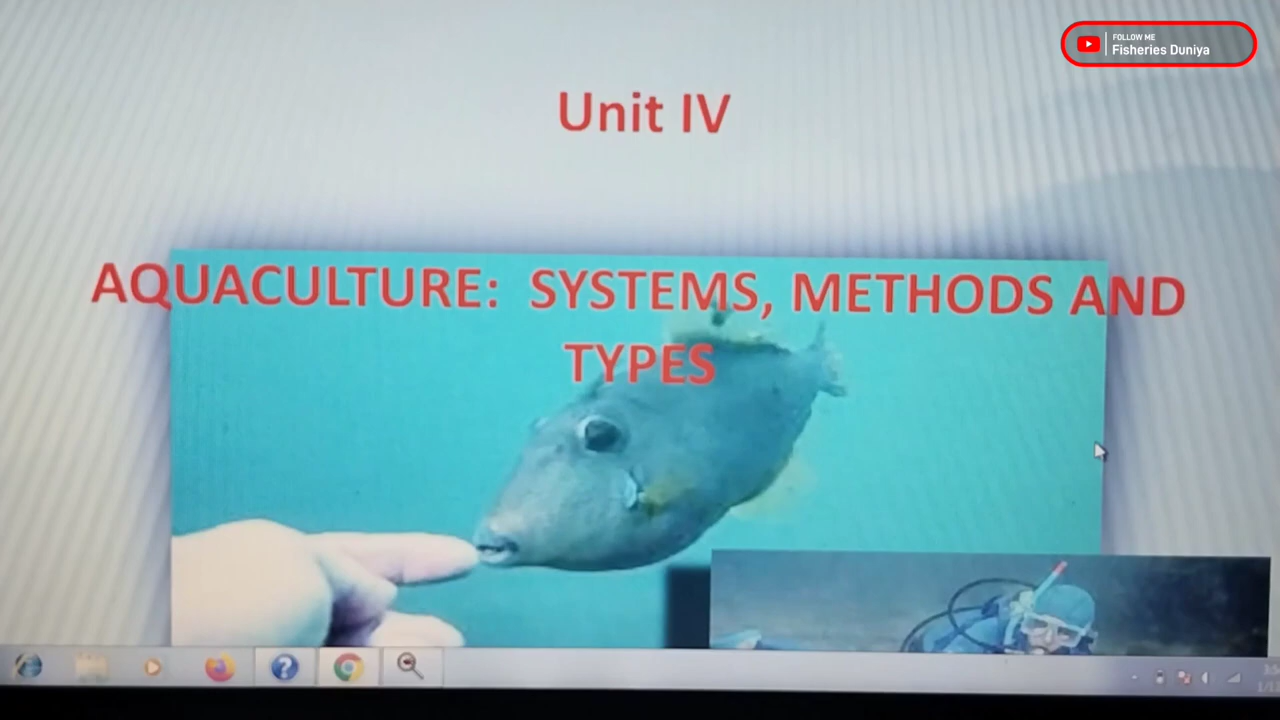 FOLLOW ME
Fisheries Duniya
Unit IV
AQUACULTURE: SYSTEMS, METHODS AND
TYPES